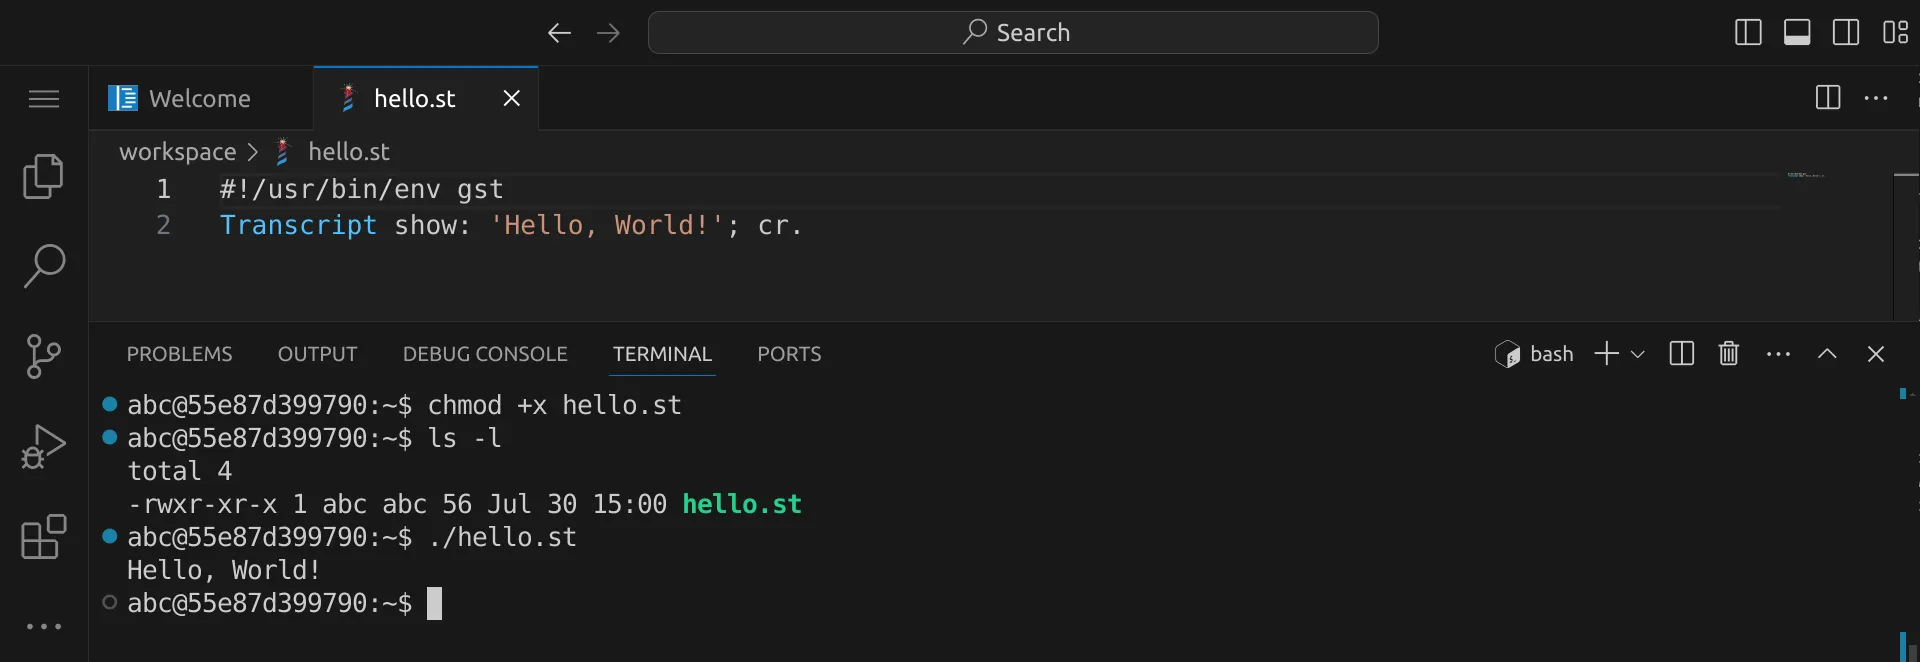 Search
Welcome
hello.st
workspace > hello.st
1 #!/usr/bin/env gst
2 Transcript show: 'Hello, World!'; cr.
PROBLEMS OUTPUT DEBUG CONSOLE TERMINAL PORTS
bash
abc@55e87d399790:~$ chmod +x hello.st
abc@55e87d399790:~$ ls -l
total 4
-rwxr-xr-x 1 abc abc 56 Jul 30 15:00 hello.st
abc@55e87d399790:~$ ./hello.st
Hello, World!
abc@55e87d399790:~$